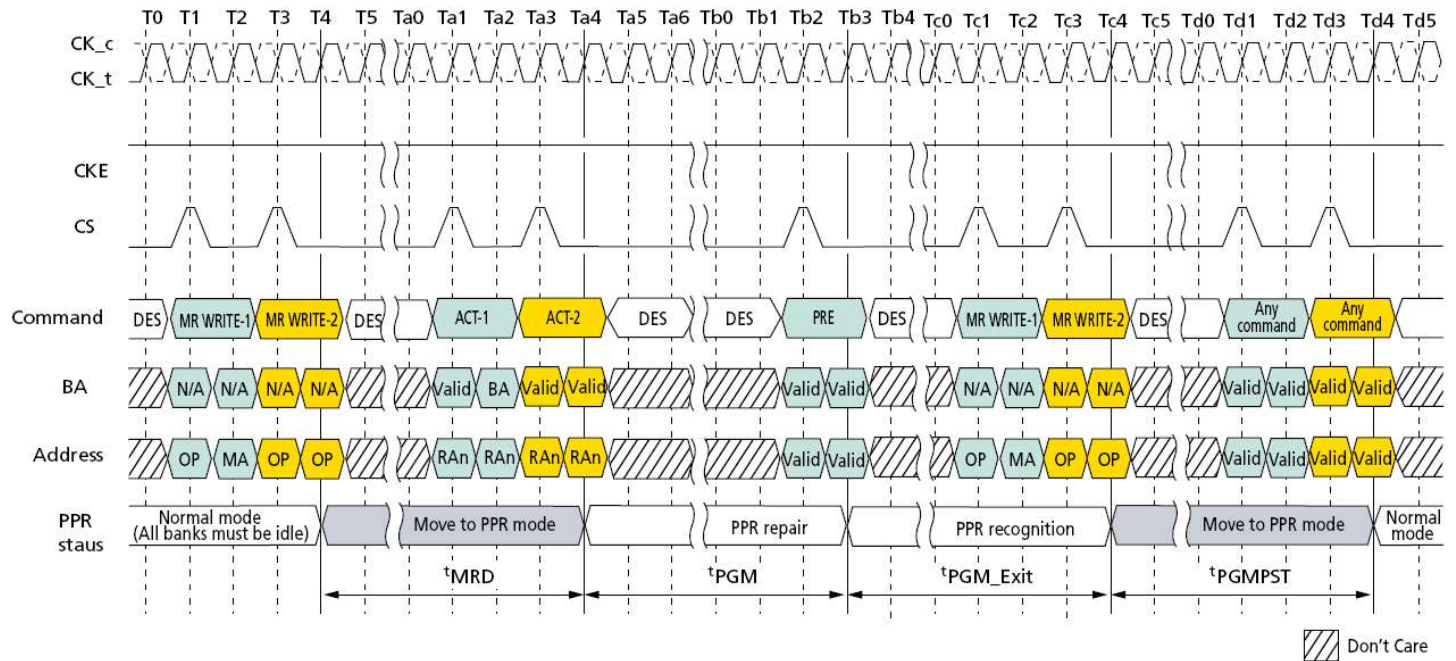 T0 T1 T2 T3 T4 T5 Ta0 Ta1 Ta2 Ta3 Ta4 Ta5 Ta6 Tb0 Tb1 Tb2 Tb3 Tb4 Tc0 Tc1 Tc2 Tc3 Tc4 Tc5 Td0 Td1 Td2 Td3 Td4 Td5
CK_c
CK_t
CKE
CS
Command DES MR WRITE-1 MR WRITE-2 DES ACT-1 ACT-2 DES DES PRE DES MR WRITE-1 MR WRITE-2 DES Any command Any command
BA N/A N/A N/A N/A Valid BA Valid Valid Valid Valid N/A N/A N/A N/A Valid Valid Valid Valid
Address OP MA OP OP RAn RAn RAn RAn Valid Valid OP MA OP OP Valid Valid Valid Valid
PPR
staus
Normal mode
(All banks must be idle)
Move to PPR mode
PPR repair
PPR recognition
Move to PPR mode
Normal
mode
tMRD tPGM tPGM_Exit tPGMPST
Don't Care